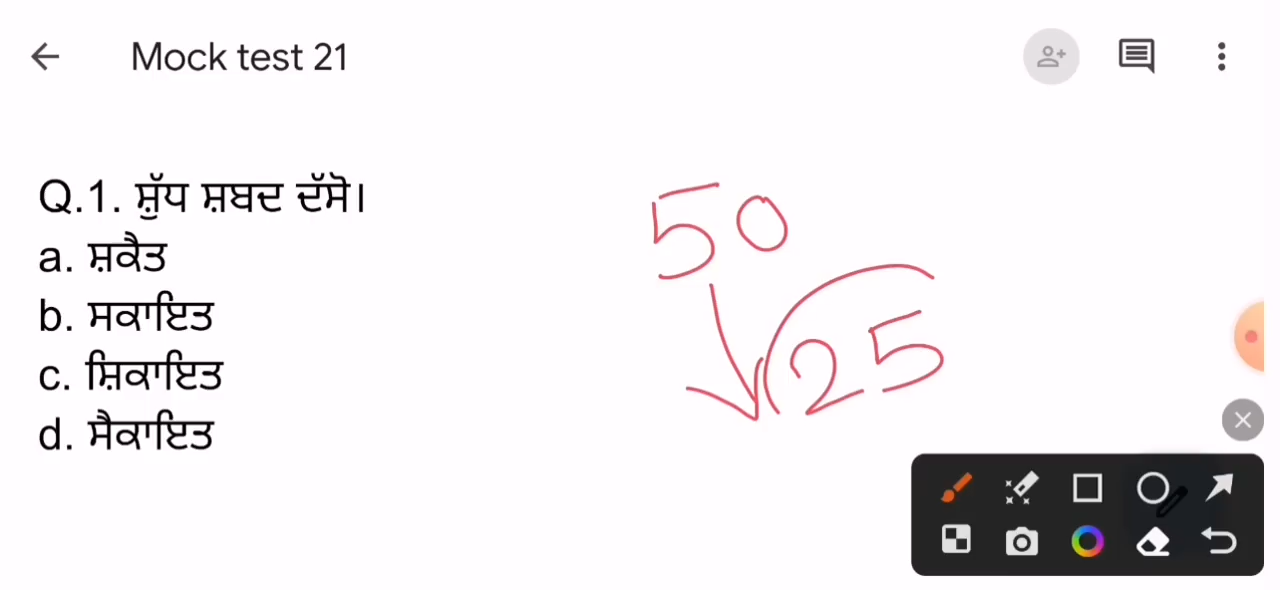 Mock test 21
Q.1. ਸ਼ੁੱਧ ਸ਼ਬਦ ਦੱਸੋ।
a. ਸ਼ਕੈਤ
b. ਸਕਾਇਤ
c. ਸ਼ਿਕਾਇਤ
d. ਸੈਕਾਇਤ
50
25